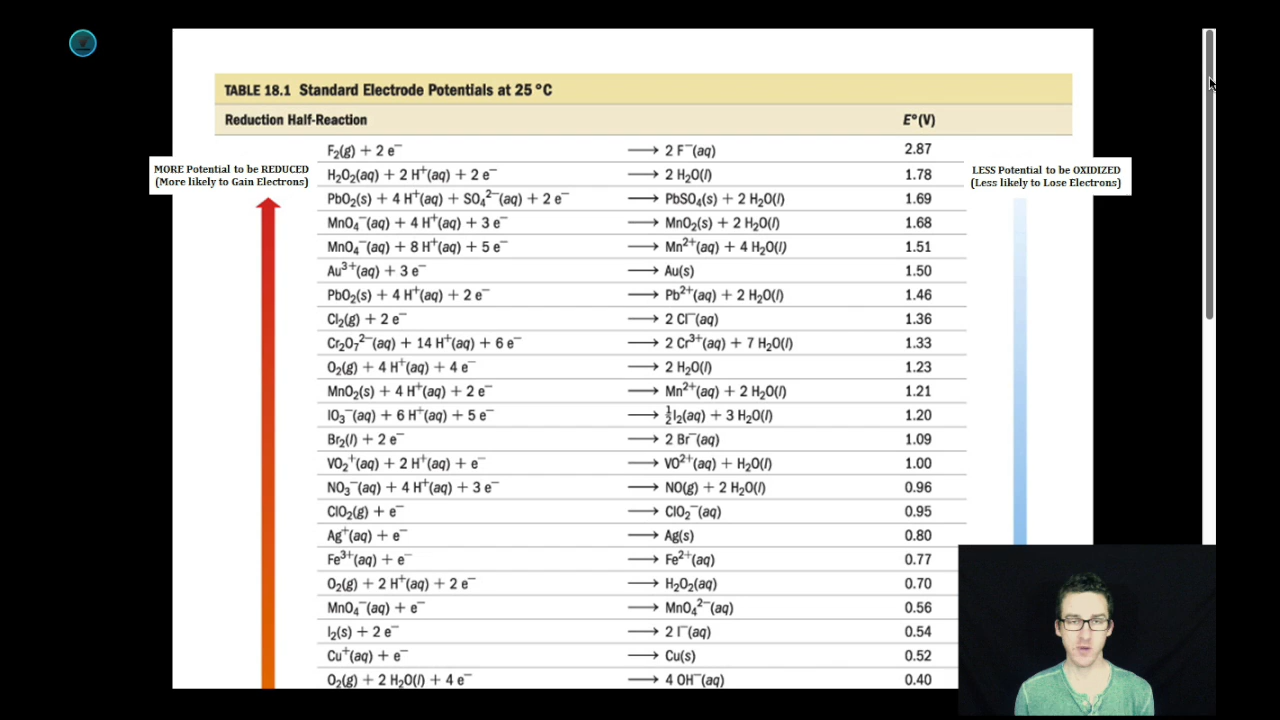 TABLE 18.1 Standard Electrode Potentials at 25 °C
Reduction Half-Reaction E°(V)
F₂(g) + 2 e⁻ ⟶ 2 F⁻(aq) 2.87
MORE Potential to be REDUCED
(More likely to Gain Electrons)
LESS Potential to be OXIDIZED
(Less likely to Lose Electrons)
H₂O₂(aq) + 2 H⁺(aq) + 2 e⁻ ⟶ 2 H₂O(l) 1.78
PbO₂(s) + 4 H⁺(aq) + SO₄²⁻(aq) + 2 e⁻ ⟶ PbSO₄(s) + 2 H₂O(l) 1.69
MnO₄⁻(aq) + 4 H⁺(aq) + 3 e⁻ ⟶ MnO₂(s) + 2 H₂O(l) 1.68
MnO₄⁻(aq) + 8 H⁺(aq) + 5 e⁻ ⟶ Mn²⁺(aq) + 4 H₂O(l) 1.51
Au³⁺(aq) + 3 e⁻ ⟶ Au(s) 1.50
PbO₂(s) + 4 H⁺(aq) + 2 e⁻ ⟶ Pb²⁺(aq) + 2 H₂O(l) 1.46
Cl₂(g) + 2 e⁻ ⟶ 2 Cl⁻(aq) 1.36
Cr₂O₇²⁻(aq) + 14 H⁺(aq) + 6 e⁻ ⟶ 2 Cr³⁺(aq) + 7 H₂O(l) 1.33
O₂(g) + 4 H⁺(aq) + 4 e⁻ ⟶ 2 H₂O(l) 1.23
MnO₂(s) + 4 H⁺(aq) + 2 e⁻ ⟶ Mn²⁺(aq) + 2 H₂O(l) 1.21
IO₃⁻(aq) + 6 H⁺(aq) + 5 e⁻ ⟶ ½I₂(aq) + 3 H₂O(l) 1.20
Br₂(l) + 2 e⁻ ⟶ 2 Br⁻(aq) 1.09
VO₂⁺(aq) + 2 H⁺(aq) + e⁻ ⟶ VO²⁺(aq) + H₂O(l) 1.00
NO₃⁻(aq) + 4 H⁺(aq) + 3 e⁻ ⟶ NO(g) + 2 H₂O(l) 0.96
ClO₂(g) + e⁻ ⟶ ClO₂⁻(aq) 0.95
Ag⁺(aq) + e⁻ ⟶ Ag(s) 0.80
Fe³⁺(aq) + e⁻ ⟶ Fe²⁺(aq) 0.77
O₂(g) + 2 H⁺(aq) + 2 e⁻ ⟶ H₂O₂(aq) 0.70
MnO₄⁻(aq) + e⁻ ⟶ MnO₄²⁻(aq) 0.56
I₂(s) + 2 e⁻ ⟶ 2 I⁻(aq) 0.54
Cu⁺(aq) + e⁻ ⟶ Cu(s) 0.52
O₂(g) + 2 H₂O(l) + 4 e⁻ ⟶ 4 OH⁻(aq) 0.40